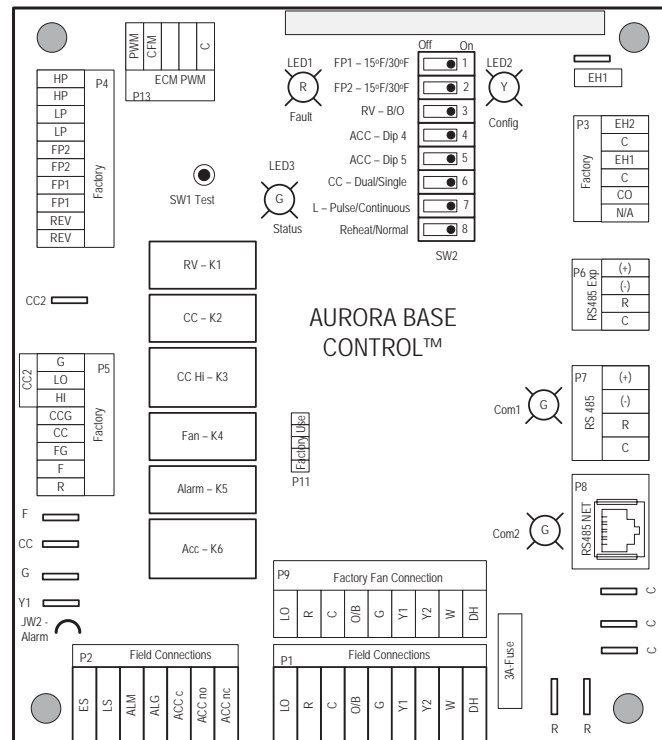 PWM
CFM
C
ECM PWM
P13
LED1
R
Fault
Off On
FP1 – 15ºF/30ºF 1
FP2 – 15ºF/30ºF 2
RV – B/O 3
ACC – Dip 4 4
ACC – Dip 5 5
CC – Dual/Single 6
L – Pulse/Continuous 7
Reheat/Normal 8
SW2
LED2
Y
Config
EH1
P4
HP
HP
LP
LP
FP2
FP2
FP1
FP1
REV
REV
Factory
SW1 Test
LED3
G
Status
P3
Factory
EH2
C
EH1
C
CO
N/A
P6
RS485 Exp
(+)
(-)
R
C
RV – K1
CC – K2
CC Hi – K3
Fan – K4
Alarm – K5
Acc – K6
AURORA BASE
CONTROL™
CC2
P5
CC2
G
LO
HI
CCG
CC
FG
F
R
Factory
Factory Use
P11
P7
RS 485
(+)
(-)
R
C
Com1
G
P8
RS485 NET
Com2
G
F
CC
G
Y1
JW2 -
Alarm
P9
Factory Fan Connection
LO
R
C
O/B
G
Y1
Y2
W
DH
P2
Field Connections
ES
LS
ALM
ALG
ACC c
ACC no
ACC nc
P1
Field Connections
LO
R
C
O/B
G
Y1
Y2
W
DH
3A-Fuse
C
C
C
R
R